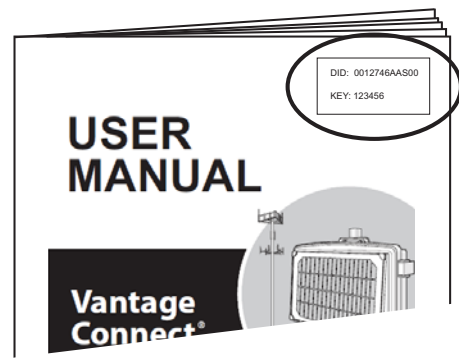 DID: 0012746AAS00
KEY: 123456
USER
MANUAL
Vantage
Connect®